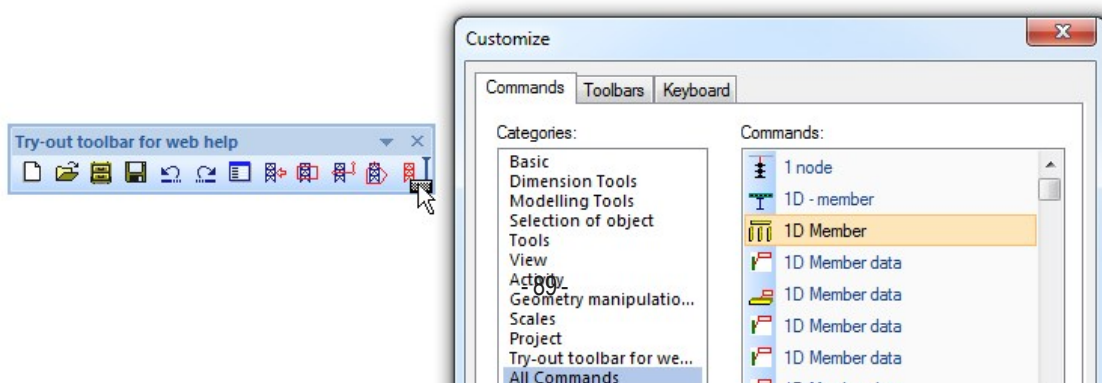 Customize
Commands Toolbars Keyboard
Try-out toolbar for web help
Categories:
Basic
Dimension Tools
Modelling Tools
Selection of object
Tools
View
Activity
- 89 -
Geometry manipulatio...
Scales
Project
Try-out toolbar for we...
All Commands
Commands:
1 node
1D - member
1D Member
1D Member data
1D Member data
1D Member data
1D Member data